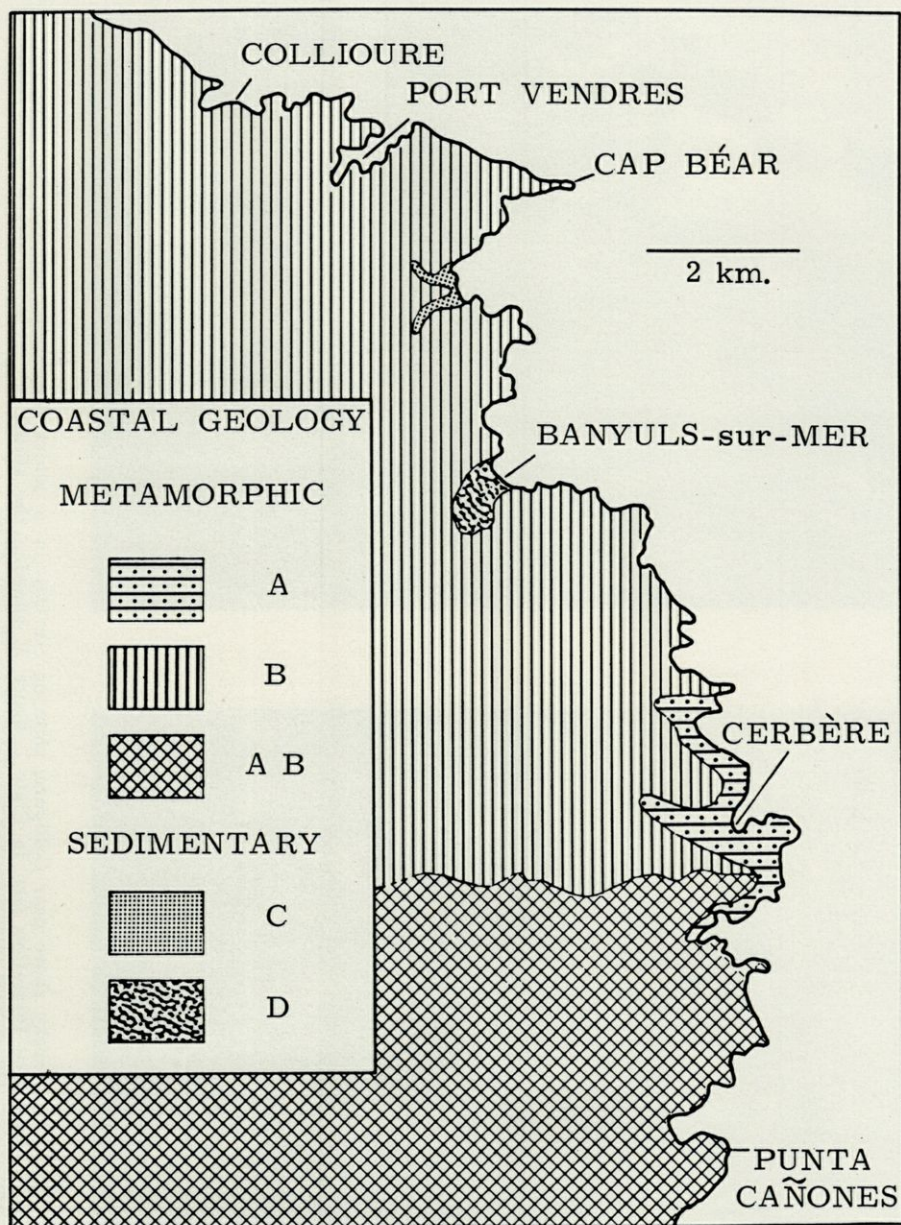 COLLIOURE
PORT VENDRES
CAP BÉAR
2 km.
COASTAL GEOLOGY
BANYULS-sur-MER
METAMORPHIC
A
B
CERBÈRE
A B
SEDIMENTARY
C
D
PUNTA
CAÑONES